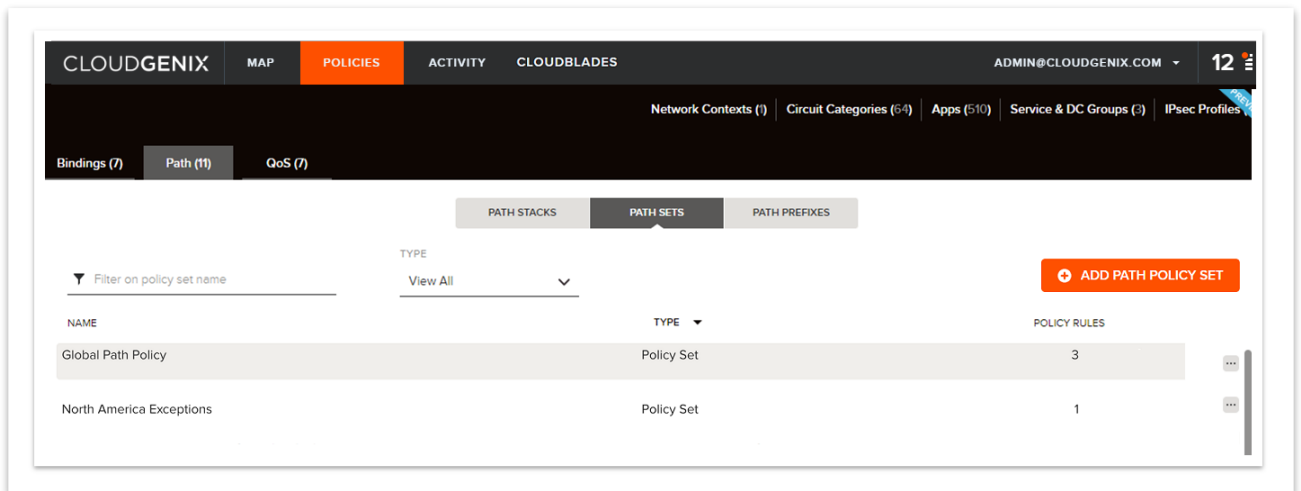 CLOUDGENIX MAP POLICIES ACTIVITY CLOUDBLADES ADMIN@CLOUDGENIX.COM 12
Network Contexts (1) Circuit Categories (64) Apps (510) Service & DC Groups (3) IPsec Profiles
Bindings (7) Path (11) QoS (7)
PATH STACKS PATH SETS PATH PREFIXES
TYPE
Filter on policy set name View All ADD PATH POLICY SET
NAME TYPE POLICY RULES
Global Path Policy Policy Set 3
North America Exceptions Policy Set 1